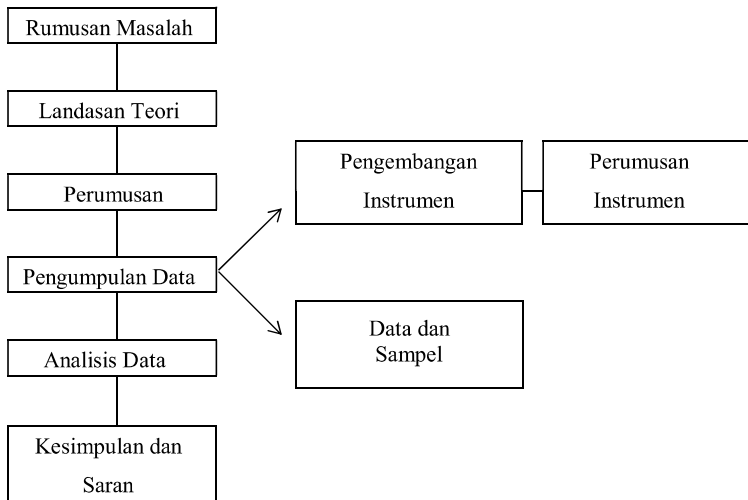 Rumusan Masalah
Landasan Teori
Perumusan
Pengumpulan Data
Analisis Data
Kesimpulan dan
Saran
Pengembangan
Instrumen
Perumusan
Instrumen
Data dan
Sampel